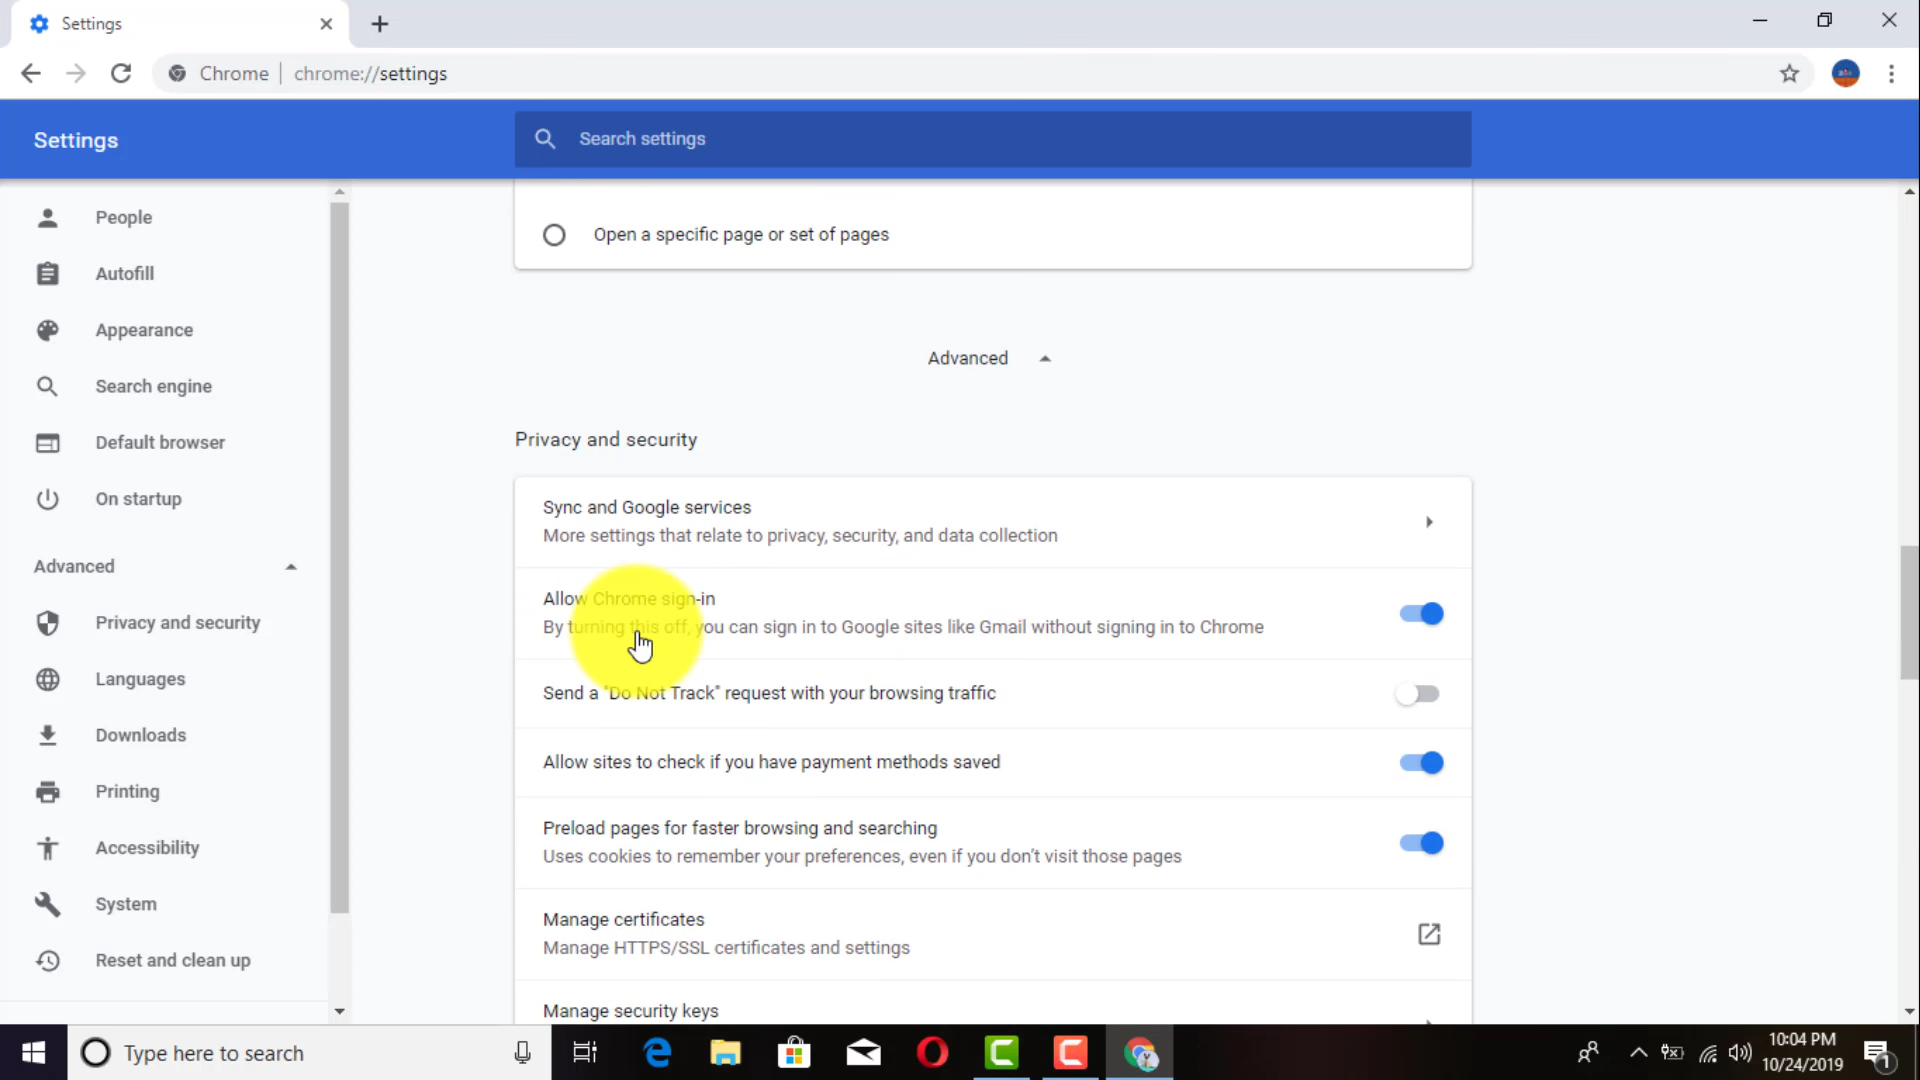 Settings
Chrome | chrome://settings
Settings
Search settings
People
Autofill
Appearance
Search engine
Default browser
On startup
Advanced
Privacy and security
Languages
Downloads
Printing
Accessibility
System
Reset and clean up
Open a specific page or set of pages
Advanced
Privacy and security
Sync and Google services
More settings that relate to privacy, security, and data collection
Allow Chrome sign-in
By turning this off, you can sign in to Google sites like Gmail without signing in to Chrome
Send a "Do Not Track" request with your browsing traffic
Allow sites to check if you have payment methods saved
Preload pages for faster browsing and searching
Uses cookies to remember your preferences, even if you don't visit those pages
Manage certificates
Manage HTTPS/SSL certificates and settings
Manage security keys
Type here to search
10:04 PM
10/24/2019
1